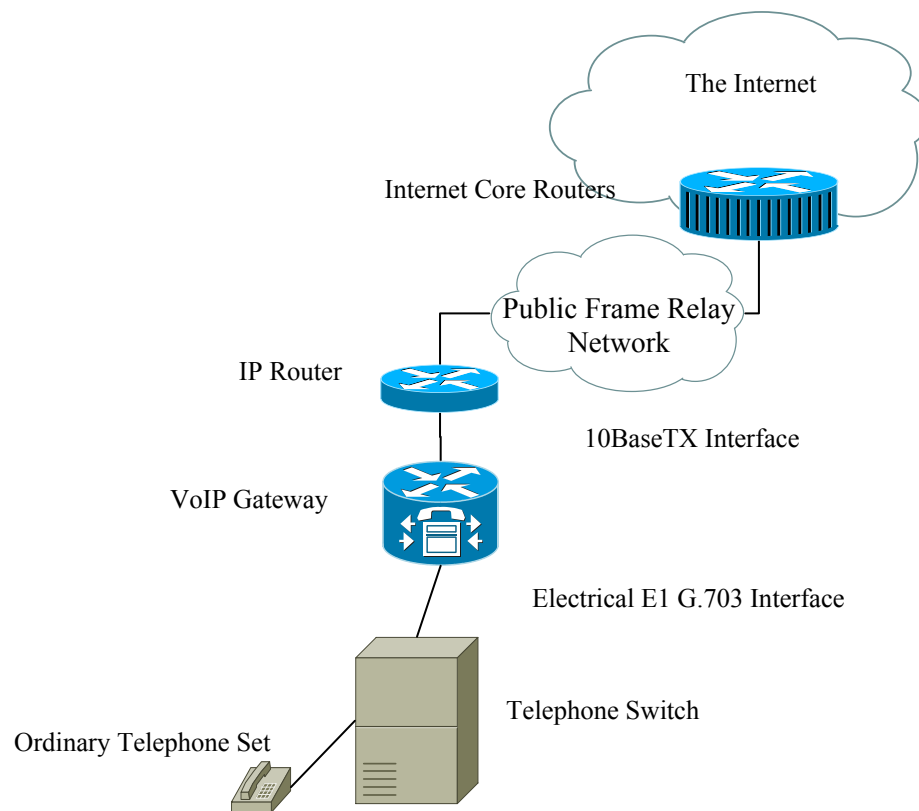 The Internet
Internet Core Routers
Public Frame Relay
Network
IP Router
10BaseTX Interface
VoIP Gateway
Electrical E1 G.703 Interface
Telephone Switch
Ordinary Telephone Set